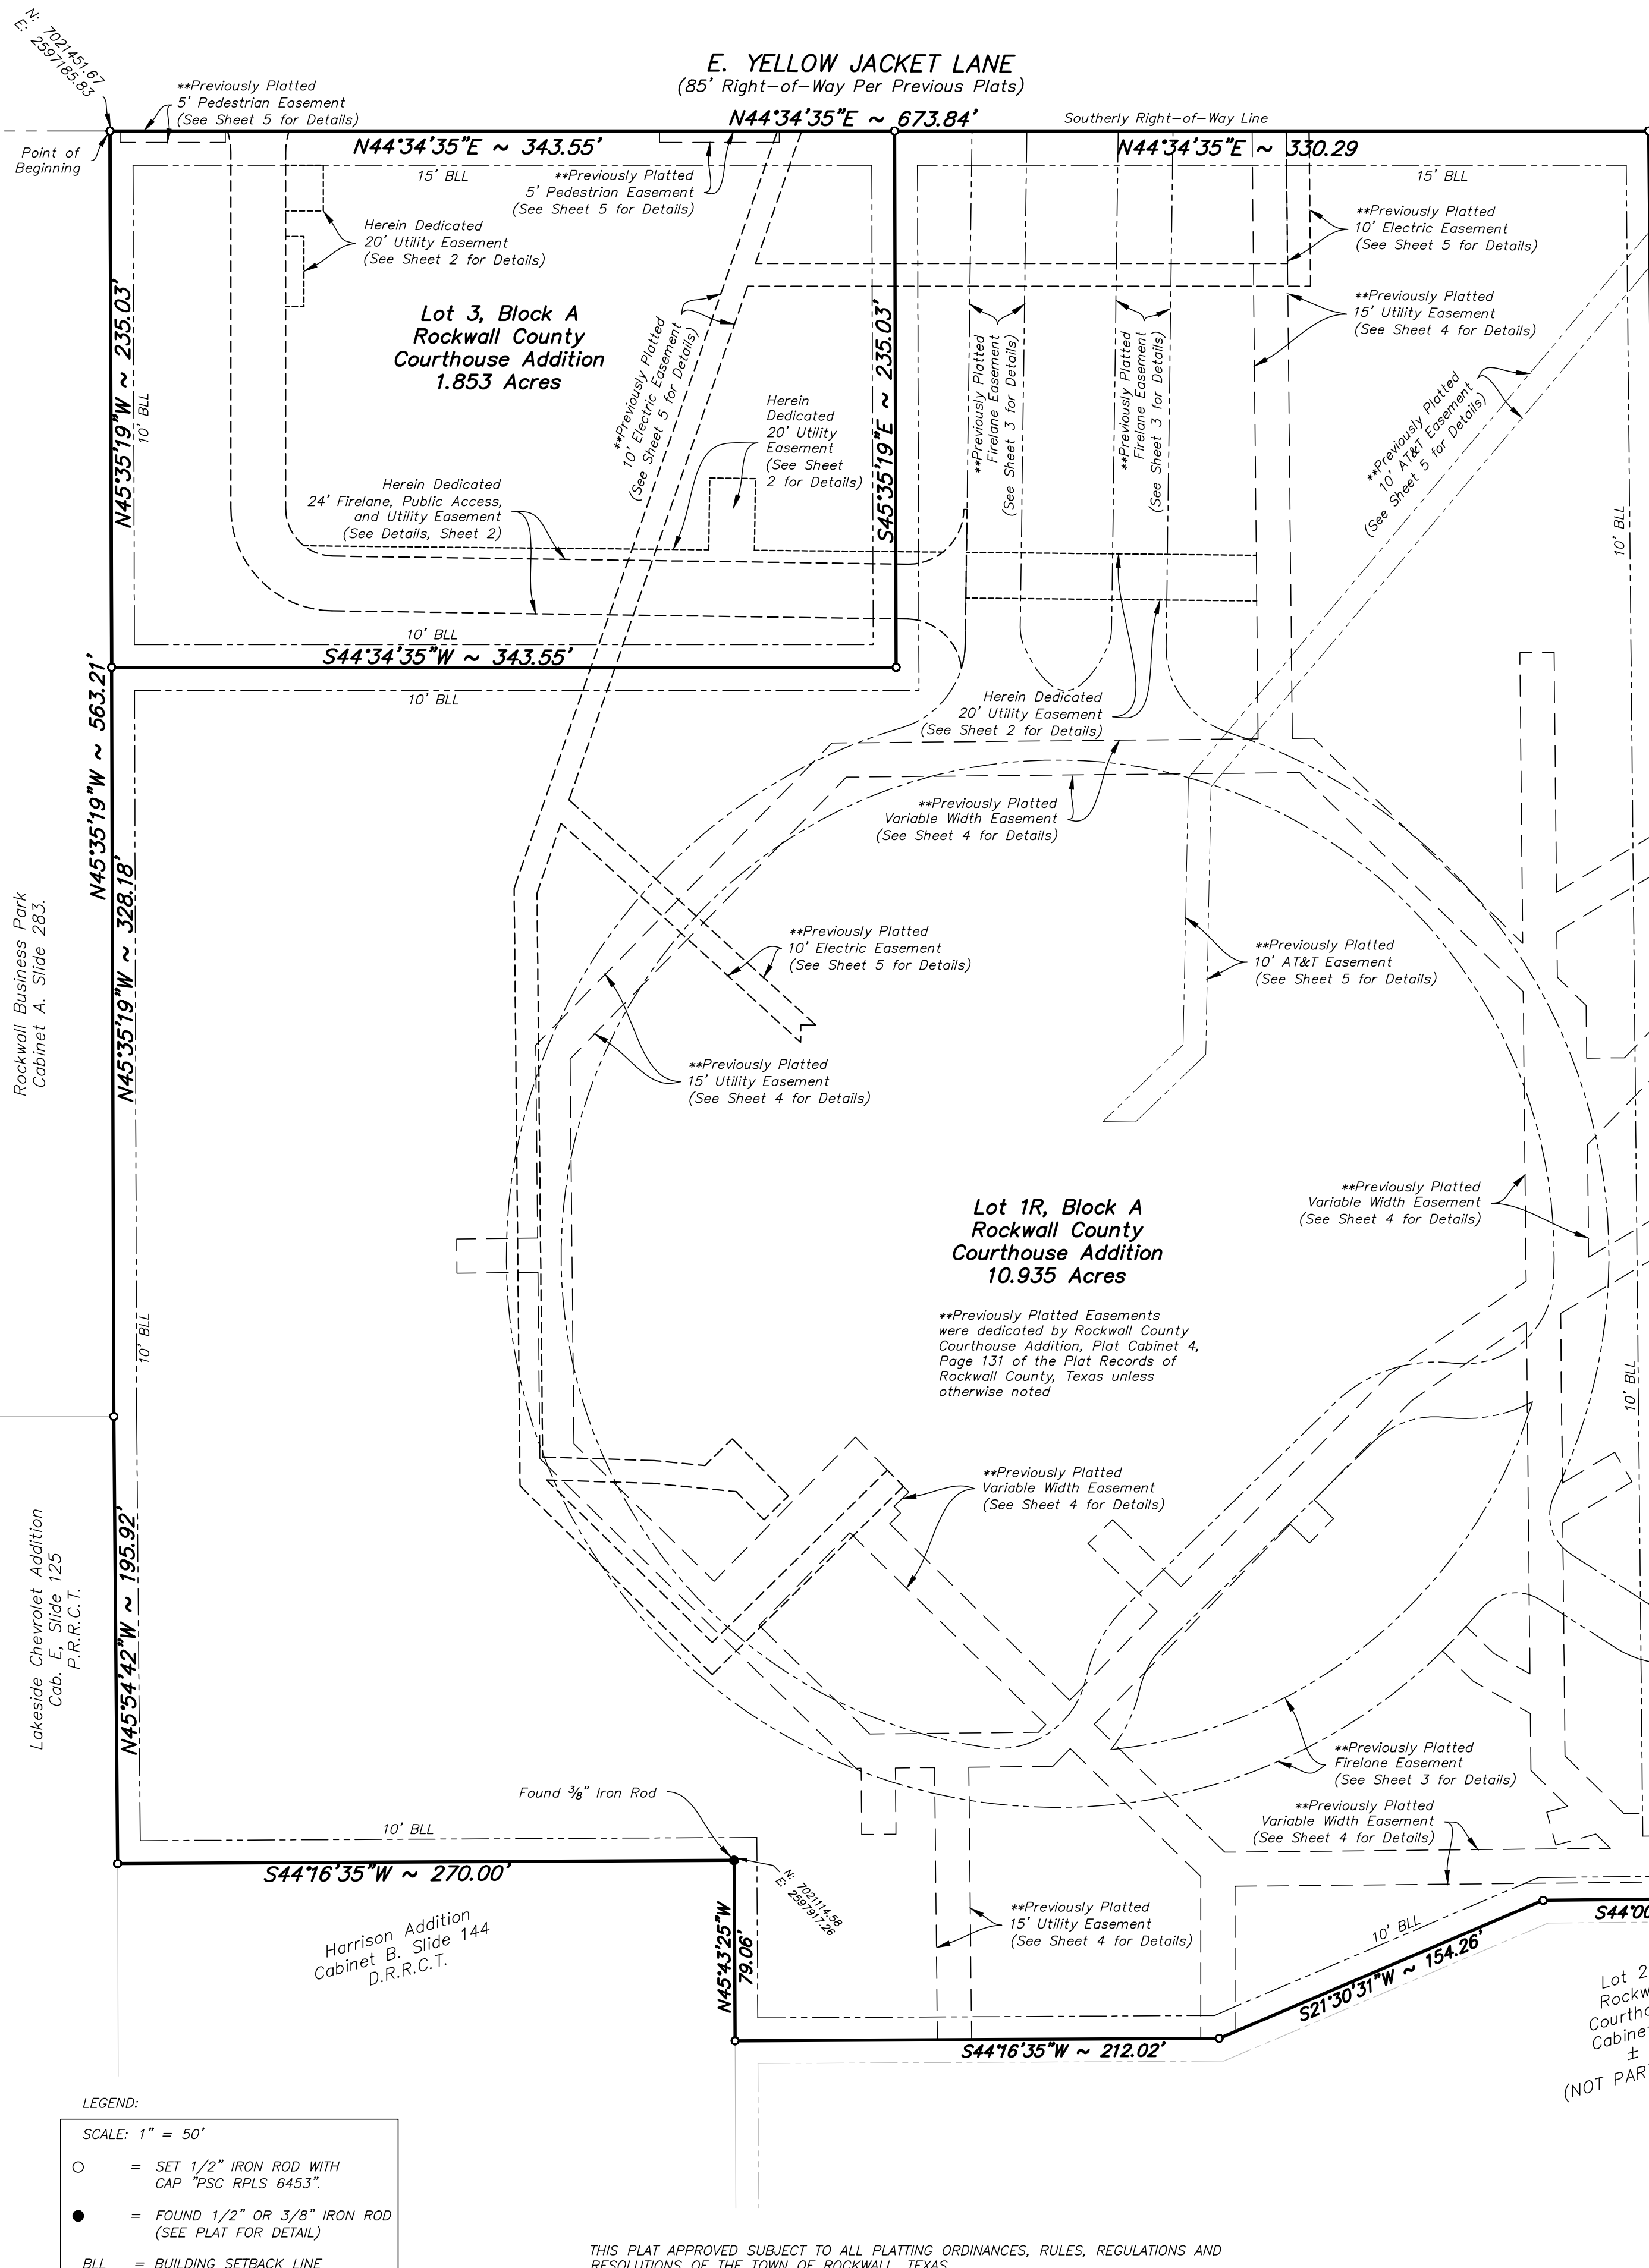 N: 7021451.67
E: 2597185.83
E. YELLOW JACKET LANE
(85' Right-of-Way Per Previous Plats)
**Previously Platted
5' Pedestrian Easement
(See Sheet 5 for Details)
N44°34'35"E ~ 673.84'
Southerly Right-of-Way Line
Point of
Beginning
N44°34'35"E ~ 343.55'
N44°34'35"E ~ 330.29
15' BLL
**Previously Platted
5' Pedestrian Easement
(See Sheet 5 for Details)
15' BLL
Herein Dedicated
20' Utility Easement
(See Sheet 2 for Details)
**Previously Platted
10' Electric Easement
(See Sheet 5 for Details)
**Previously Platted
15' Utility Easement
(See Sheet 4 for Details)
Lot 3, Block A
Rockwall County
Courthouse Addition
1.853 Acres
N45°35'19"W ~ 235.03'
10' BLL
**Previously Platted
10' Electric Easement
(See Sheet 5 for Details)
S45°35'19"E ~ 235.03'
**Previously Platted
Firelane Easement
(See Sheet 3 for Details)
**Previously Platted
Firelane Easement
(See Sheet 3 for Details)
**Previously Platted
10' AT&T Easement
(See Sheet 5 for Details)
10' BLL
Herein
Dedicated
20' Utility
Easement
(See Sheet
2 for Details)
Herein Dedicated
24' Firelane, Public Access,
and Utility Easement
(See Details, Sheet 2)
10' BLL
S44°34'35"W ~ 343.55'
10' BLL
Herein Dedicated
20' Utility Easement
(See Sheet 2 for Details)
N45°35'19"W ~ 563.21'
N45°35'19"W ~ 328.18'
**Previously Platted
Variable Width Easement
(See Sheet 4 for Details)
Rockwall Business Park
Cabinet A. Slide 283.
**Previously Platted
10' Electric Easement
(See Sheet 5 for Details)
**Previously Platted
10' AT&T Easement
(See Sheet 5 for Details)
**Previously Platted
15' Utility Easement
(See Sheet 4 for Details)
**Previously Platted
Variable Width Easement
(See Sheet 4 for Details)
Lot 1R, Block A
Rockwall County
Courthouse Addition
10.935 Acres
**Previously Platted Easements
were dedicated by Rockwall County
Courthouse Addition, Plat Cabinet 4,
Page 131 of the Plat Records of
Rockwall County, Texas unless
otherwise noted
10' BLL
10' BLL
**Previously Platted
Variable Width Easement
(See Sheet 4 for Details)
Lakeside Chevrolet Addition
Cab. E, Slide 125
P.R.R.C.T.
N45°54'42"W ~ 195.92'
**Previously Platted
Firelane Easement
(See Sheet 3 for Details)
Found 3/8" Iron Rod
**Previously Platted
Variable Width Easement
(See Sheet 4 for Details)
10' BLL
S44°16'35"W ~ 270.00'
N: 7021114.58
E: 2597917.26
N45°43'25"W
79.06'
**Previously Platted
15' Utility Easement
(See Sheet 4 for Details)
10' BLL
S21°30'31"W ~ 154.26'
S44°00
Harrison Addition
Cabinet B. Slide 144
D.R.R.C.T.
S44°16'35"W ~ 212.02'
Lot 2
Rockw
Courtho
Cabine
±
(NOT PAR
LEGEND:
SCALE: 1" = 50'
= SET 1/2" IRON ROD WITH
CAP "PSC RPLS 6453".
= FOUND 1/2" OR 3/8" IRON ROD
(SEE PLAT FOR DETAIL)
BLL = BUILDING SETBACK LINE
THIS PLAT APPROVED SUBJECT TO ALL PLATTING ORDINANCES, RULES, REGULATIONS AND
RESOLUTIONS OF THE TOWN OF ROCKWALL, TEXAS